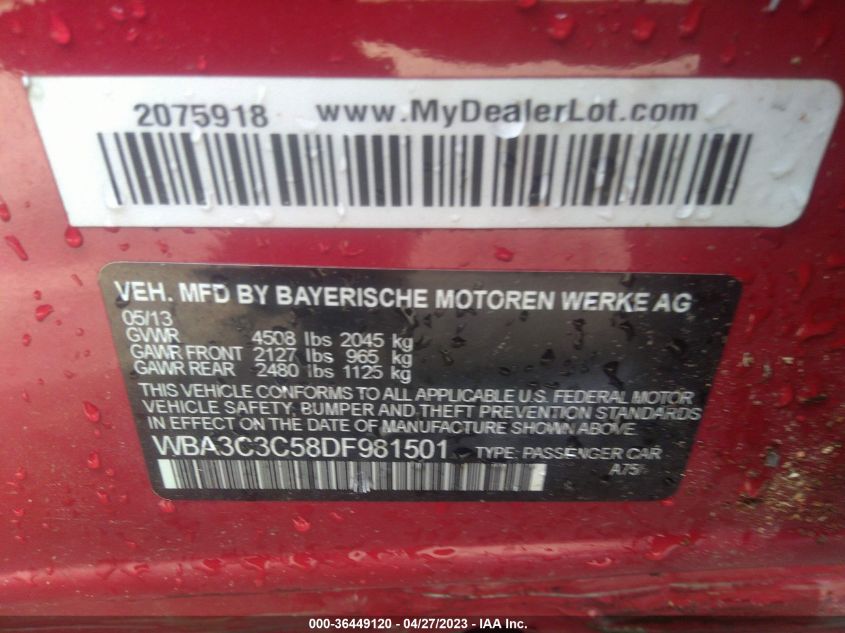 2075918 www.MyDealerLot.com
VEH. MFD BY BAYERISCHE MOTOREN WERKE AG
05/13
GVWR 4508 lbs 2045 kg
GAWR FRONT 2127 lbs 965 kg
GAWR REAR 2480 lbs 1125 kg
THIS VEHICLE CONFORMS TO ALL APPLICABLE U.S. FEDERAL MOTOR
VEHICLE SAFETY, BUMPER AND THEFT PREVENTION STANDARDS
IN EFFECT ON THE DATE OF MANUFACTURE SHOWN ABOVE.
WBA3C3C58DF981501 TYPE: PASSENGER CAR
A75
000-36449120 - 04/27/2023 - IAA, Inc.